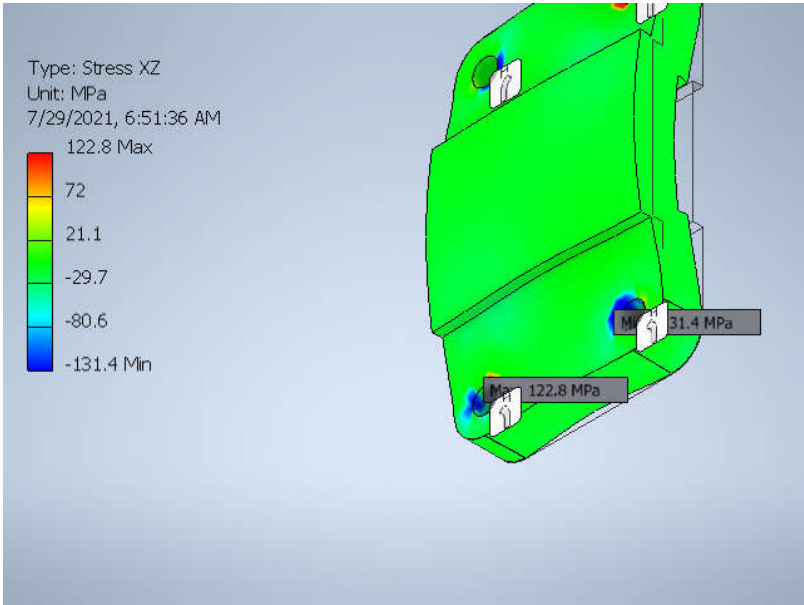 Type: Stress XZ
Unit: MPa
7/29/2021, 6:51:36 AM
122.8 Max
72
21.1
-29.7
-80.6
-131.4 Min
31.4 MPa
122.8 MPa